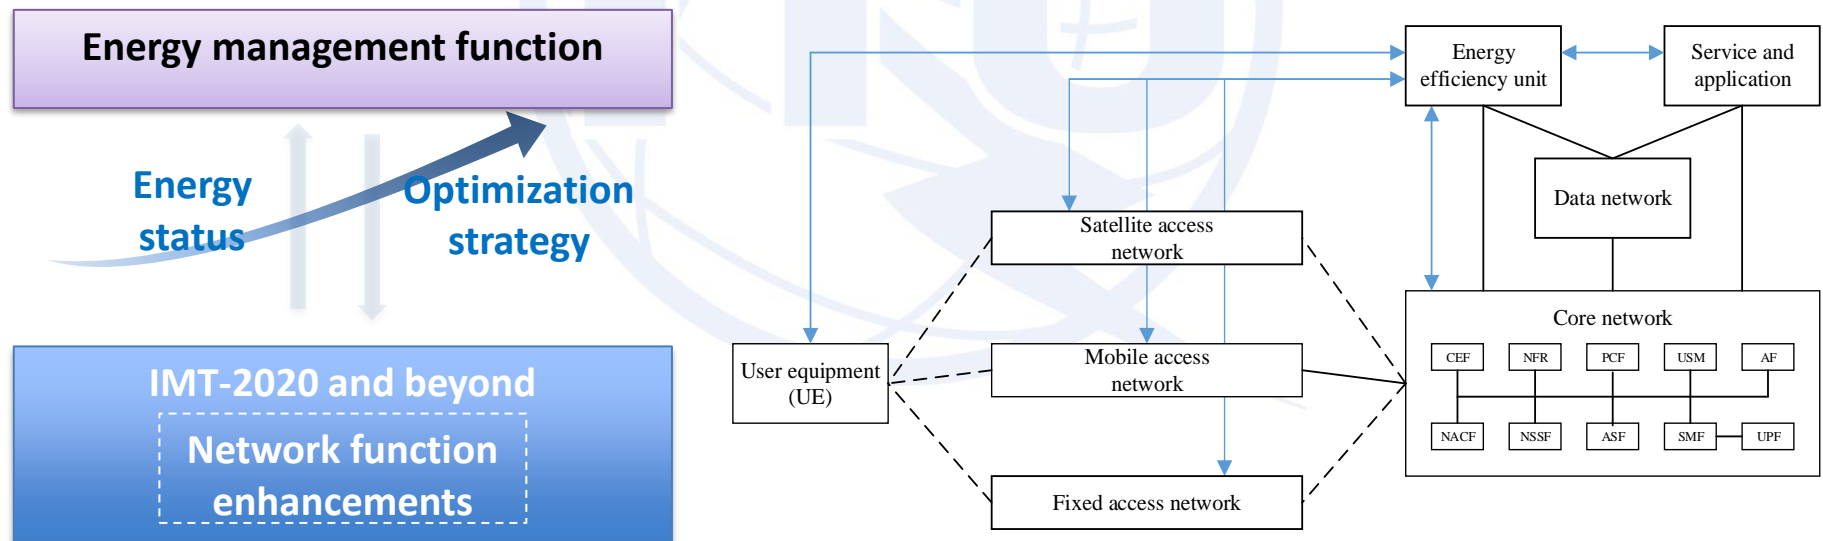 Energy management function
Energy
status
Optimization
strategy
IMT-2020 and beyond
Network function
enhancements
Energy
efficiency unit
Service and
application
Data network
Satellite access
network
User equipment
(UE)
Mobile access
network
Fixed access network
Core network
CEF
NFR
PCF
USM
AF
NACF
NSSF
ASF
SMF
UPF